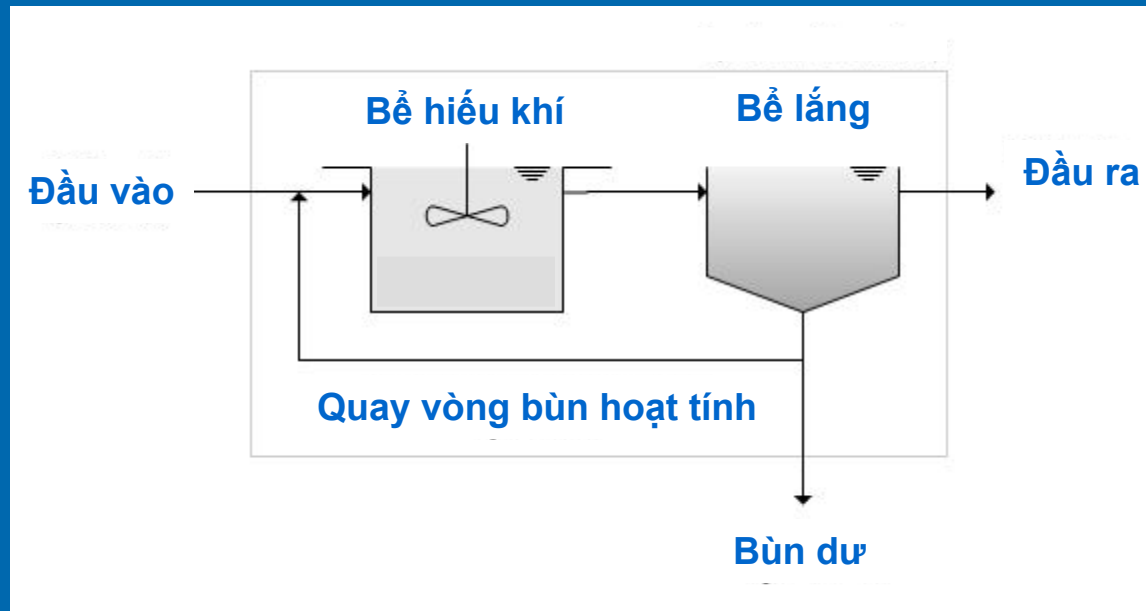 Bể hiếu khí
Bể lắng
Đầu vào
Đầu ra
Quay vòng bùn hoạt tính
Bùn dư